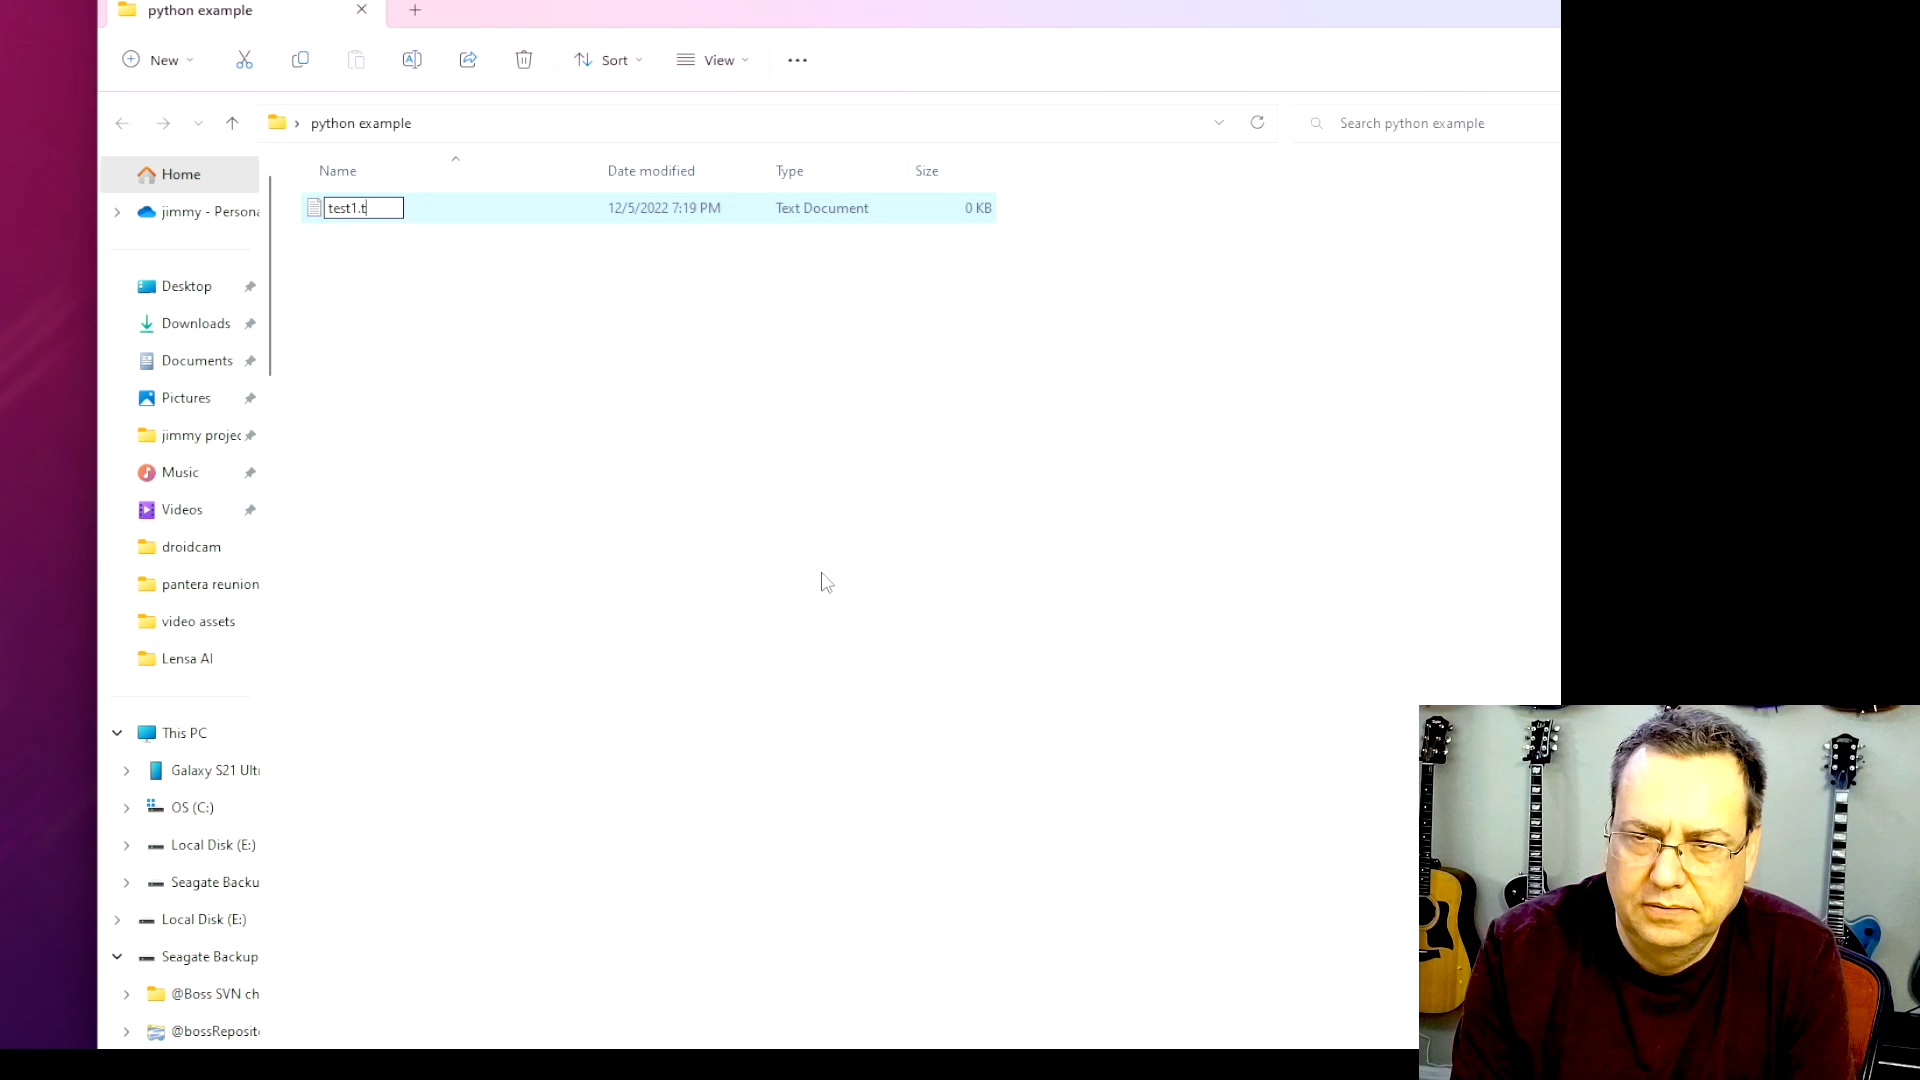 python example
New
Sort
View
python example
Search python example
Name
Date modified
Type
Size
test1.t
12/5/2022 7:19 PM
Text Document
0 KB
Home
jimmy - Persona
Desktop
Downloads
Documents
Pictures
jimmy projec
Music
Videos
droidcam
pantera reunion
video assets
Lensa AI
This PC
Galaxy S21 Ult
OS (C:)
Local Disk (E:)
Seagate Backu
Local Disk (E:)
Seagate Backup
@Boss SVN ch
@bossReposit